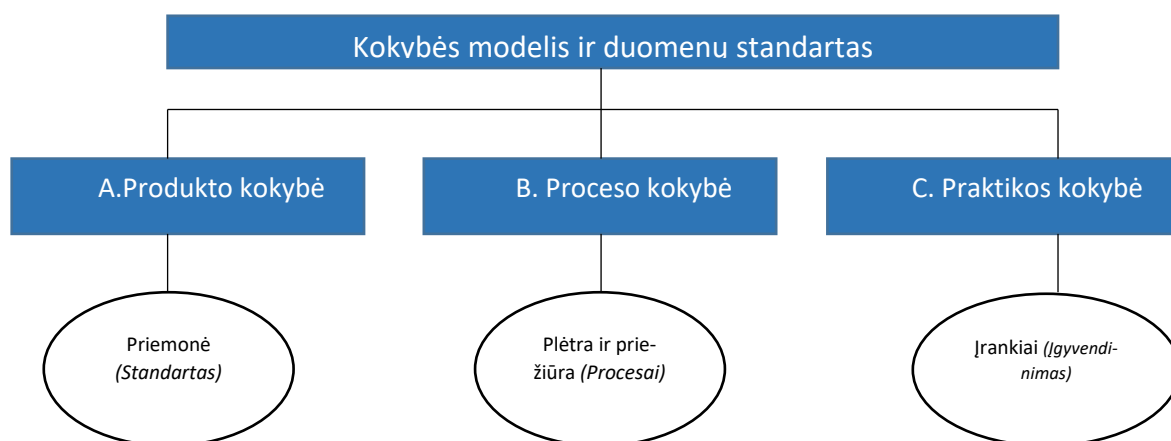 Kokybės modelis ir duomenų standartas
A.Produkto kokybė
B. Proceso kokybė
C. Praktikos kokybė
Priemonė
(Standartas)
Plėtra ir prie-
žiūra (Procesai)
Įrankiai (Įgyvendi-
nimas)